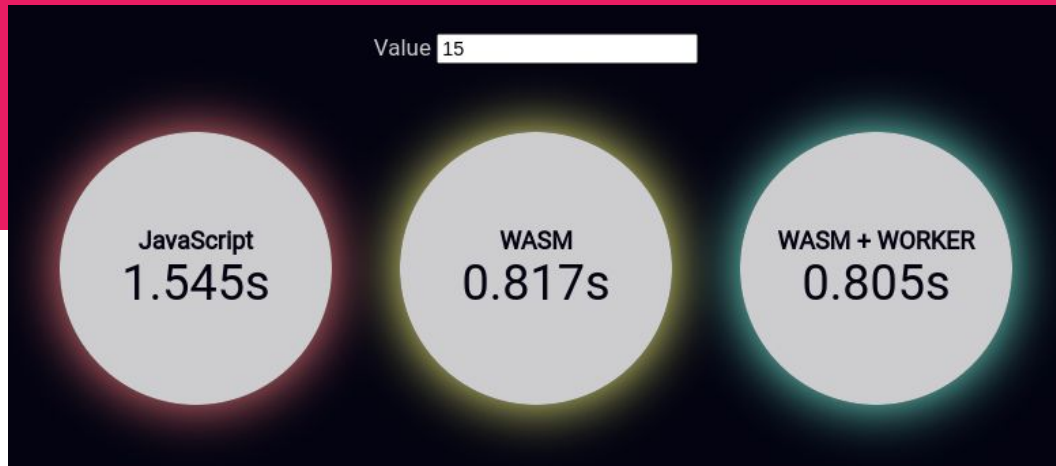 Value 15
JavaScript
1.545s
WASM
0.817s
WASM + WORKER
0.805s